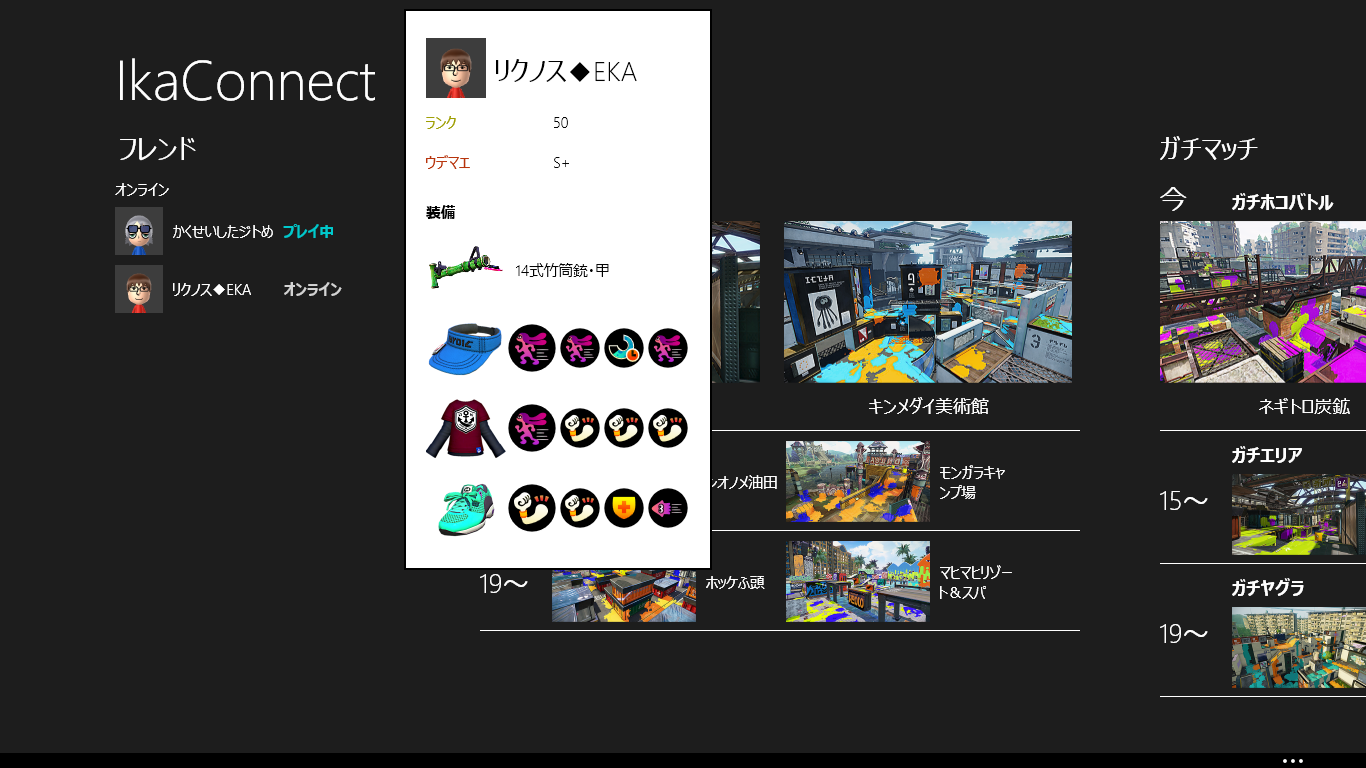 IkaConnect
フレンド
オンライン
かくせいしたジトめ プレイ中
リクノス◆EKA オンライン
リクノス◆EKA
ランク 50
ウデマエ S+
装備
14式竹筒銃・甲
キンメダイ美術館
オノメ油田
モンガラキャ
ンプ場
19～
ホッケふ頭
マヒマヒリゾー
ト＆スパ
ガチマッチ
今 ガチホコバトル
ネギトロ炭鉱
ガチエリア
15～
ガチヤグラ
19～